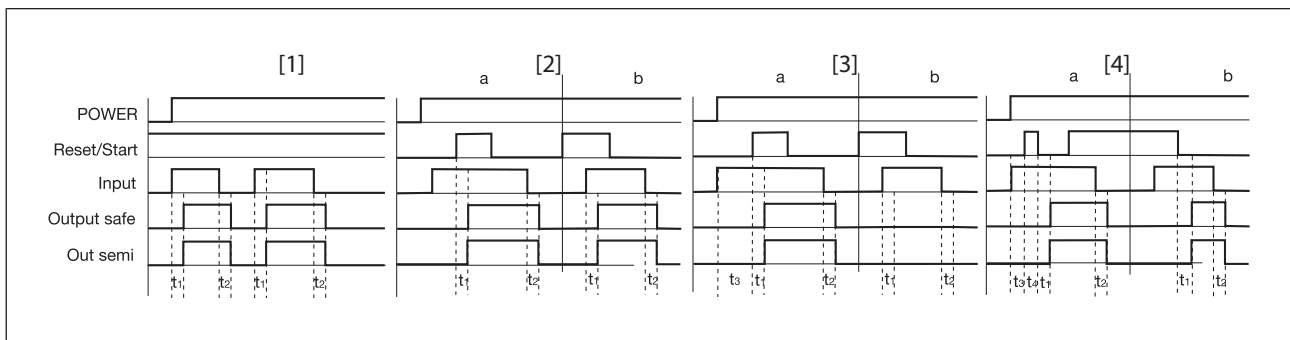 [1] [2] [3] [4]
a b a b a b
POWER
Reset/Start
Input
Output safe
Out semi
t1 t2 t1 t2 t1 t2 t1 t2 t3 t1 t2 t1 t2 t3 t4 t1 t2 t1 t2